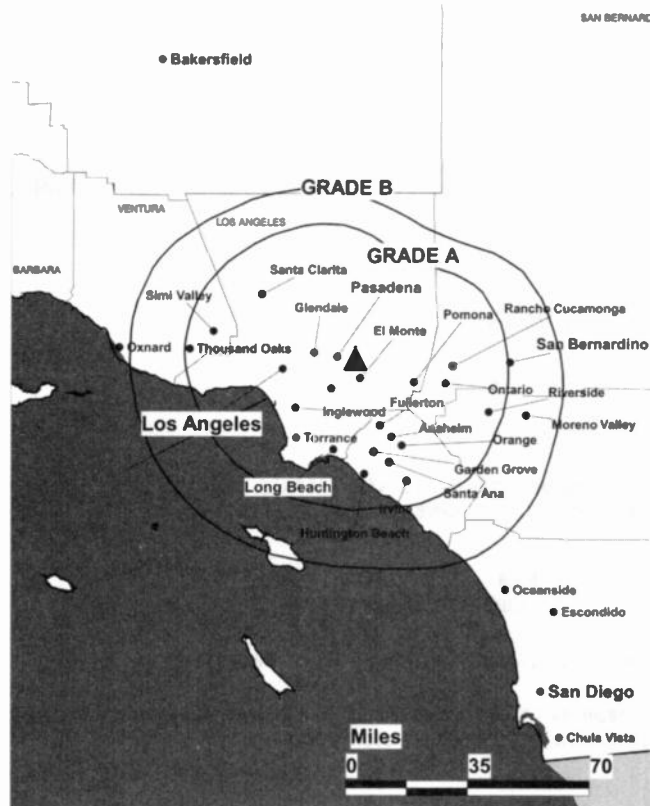 SAN BERNARD
Bakersfield
GRADE B
VENTURA
LOS ANGELES
GRADE A
BARBARA
Santa Clarita
Pasadena
Simi Valley
Glendale
Pomona
Rancho Cucamonga
El Monte
Oxnard
Thousand Oaks
San Bernardino
Ontario
Riverside
Fullerton
Inglewood
Los Angeles
Anaheim
Moreno Valley
Torrance
Orange
Garden Grove
Long Beach
Santa Ana
Irvine
Huntington Beach
Oceanside
Escondido
San Diego
Miles
Chula Vista
0 35 70